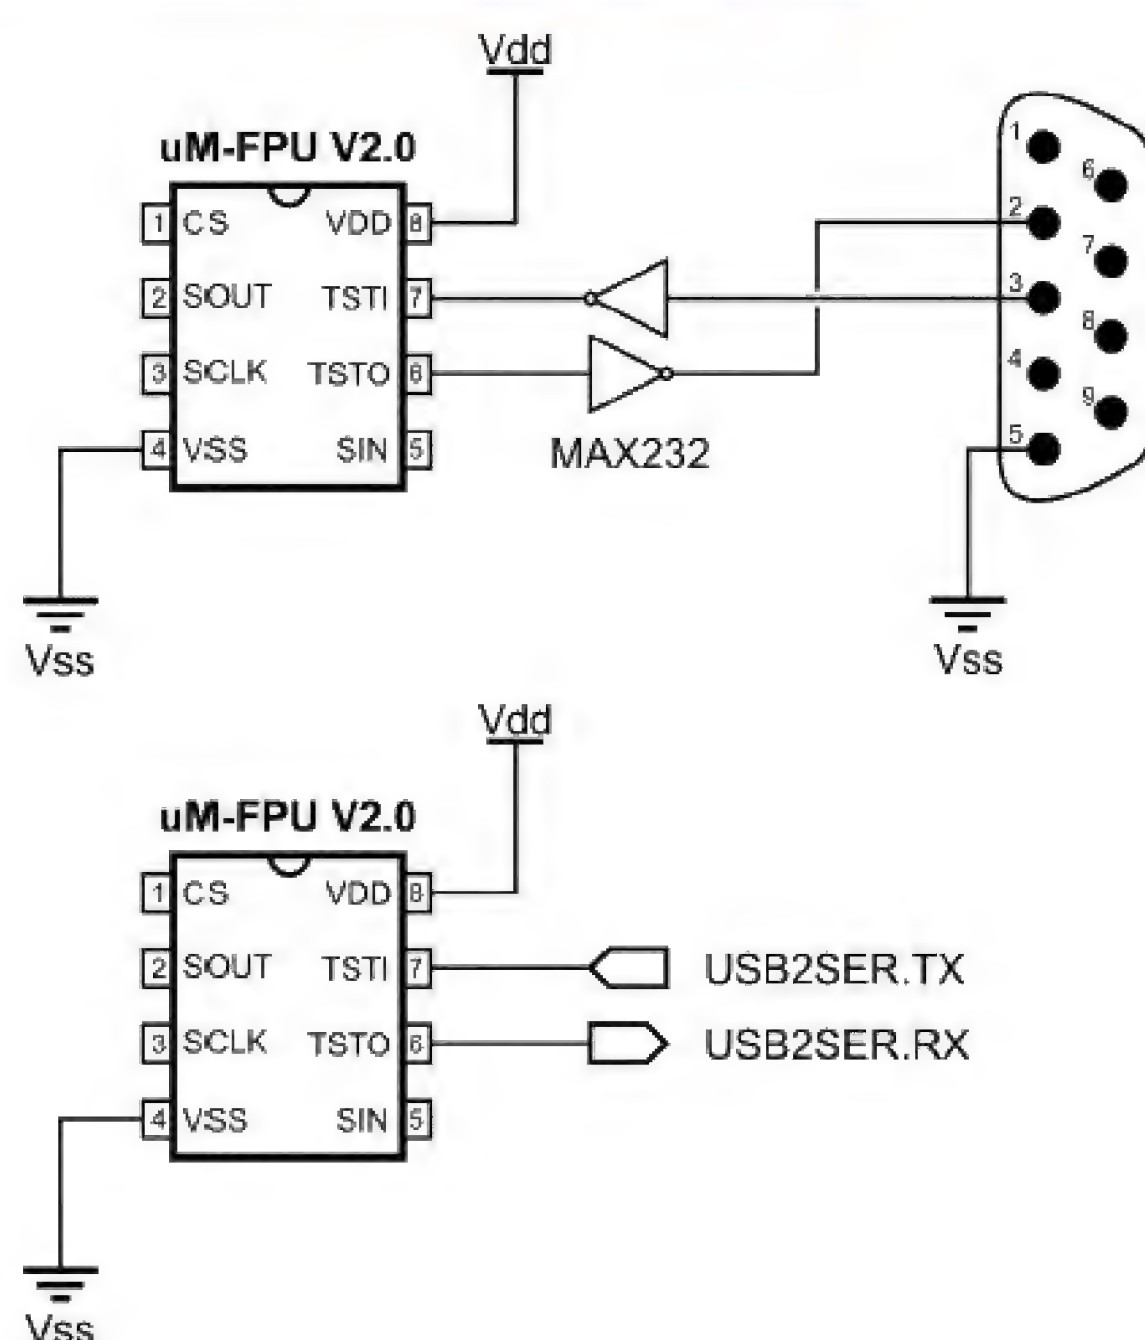 Vdd
uM-FPU V2.0
1 CS VDD 8
2 SOUT TSTI 7
3 SCLK TSTO 6
4 VSS SIN 5
MAX232
1
6
2
7
3
8
4
9
5
Vss
Vss
Vdd
uM-FPU V2.0
1 CS VDD 8
2 SOUT TSTI 7 USB2SER.TX
3 SCLK TSTO 6 USB2SER.RX
4 VSS SIN 5
Vss